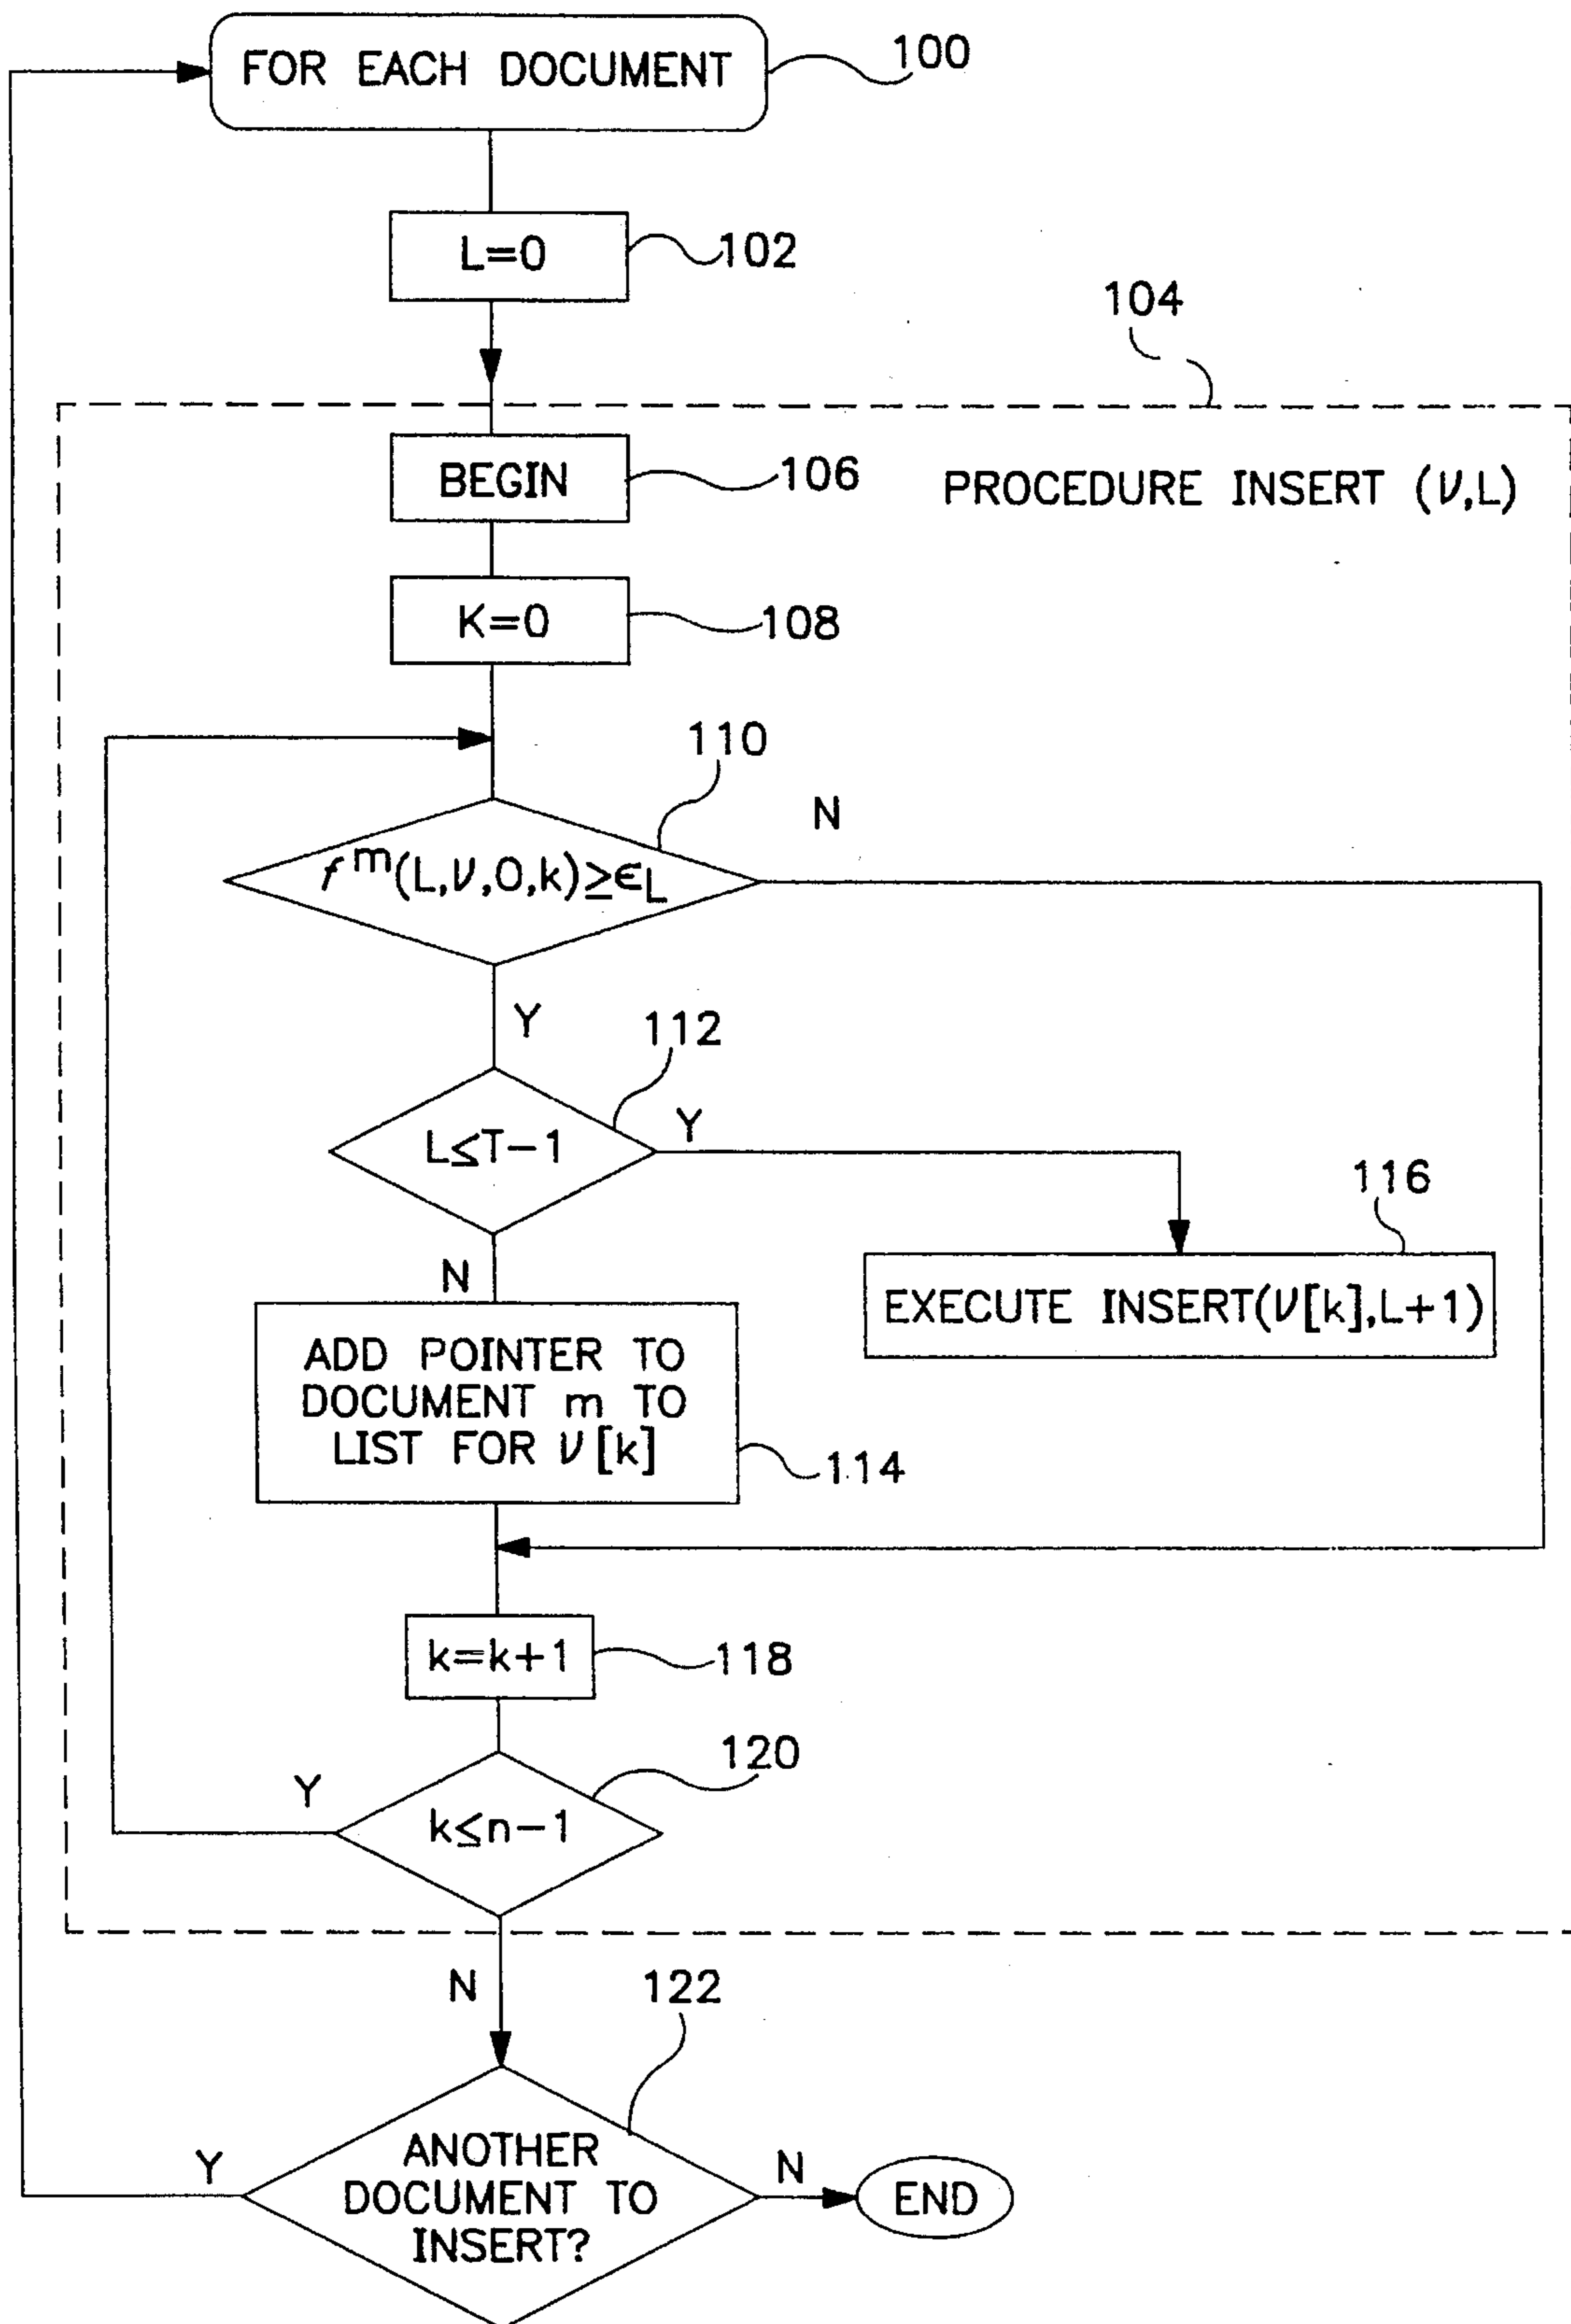 FOR EACH DOCUMENT
100
L=0
102
104
BEGIN
106
PROCEDURE INSERT (ν,L)
K=0
108
110
N
f^m(L,ν,0,k)≥ϵ_L
Y
112
L≤T-1
Y
116
N
EXECUTE INSERT(ν[k],L+1)
ADD POINTER TO
DOCUMENT m TO
LIST FOR ν[k]
114
k=k+1
118
120
Y
k≤n-1
N
122
Y
ANOTHER
DOCUMENT TO
INSERT?
N
END